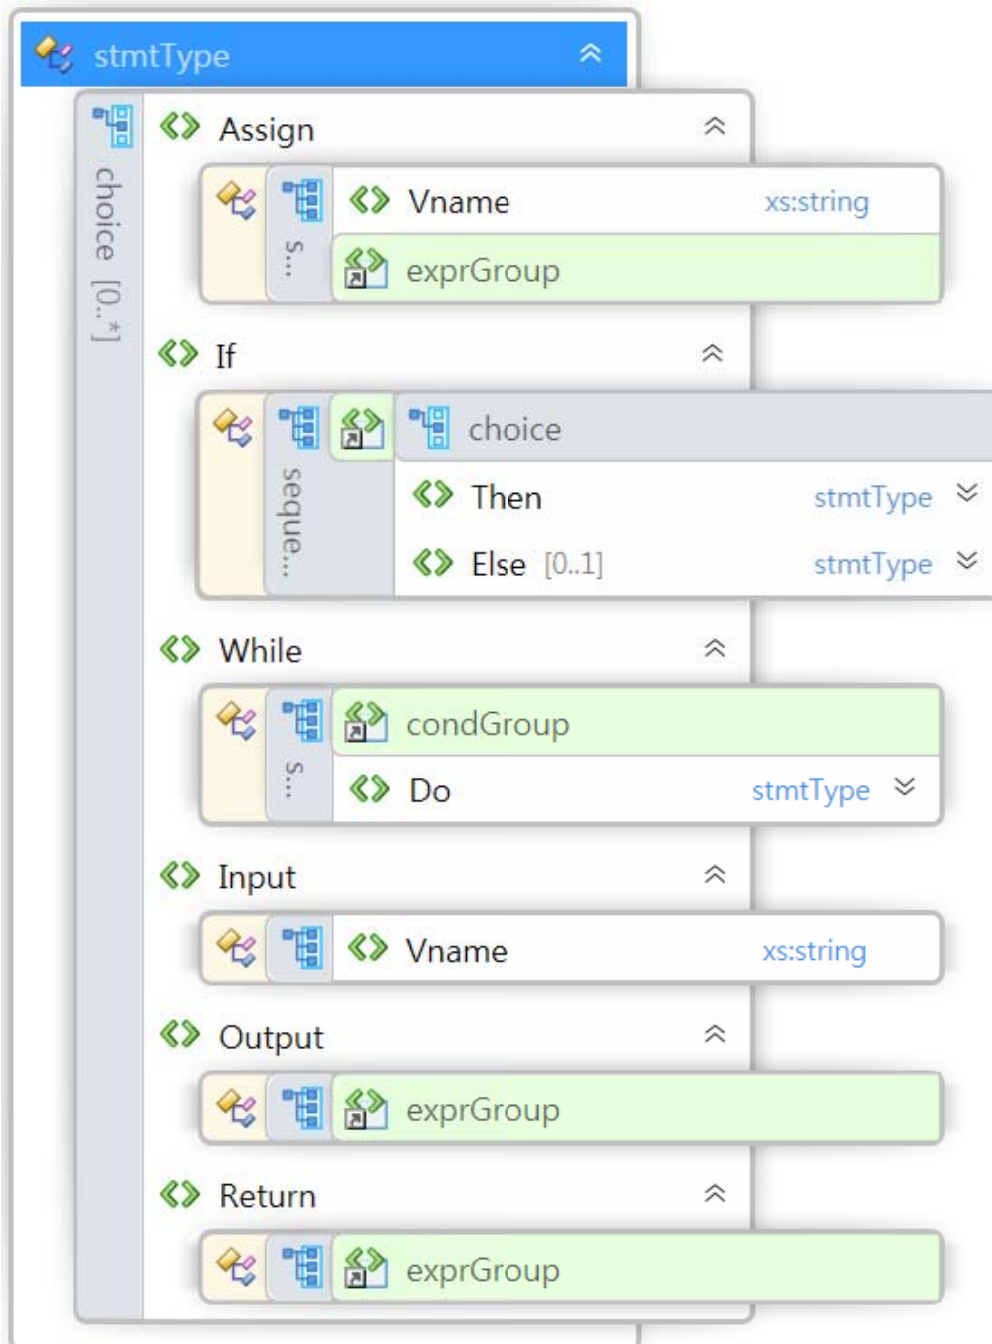 stmtType
choice [0..*]
Assign
Vname xs:string
s...
exprGroup
If
choice
seque...
Then stmtType
Else [0..1] stmtType
While
condGroup
s...
Do stmtType
Input
Vname xs:string
Output
exprGroup
Return
exprGroup